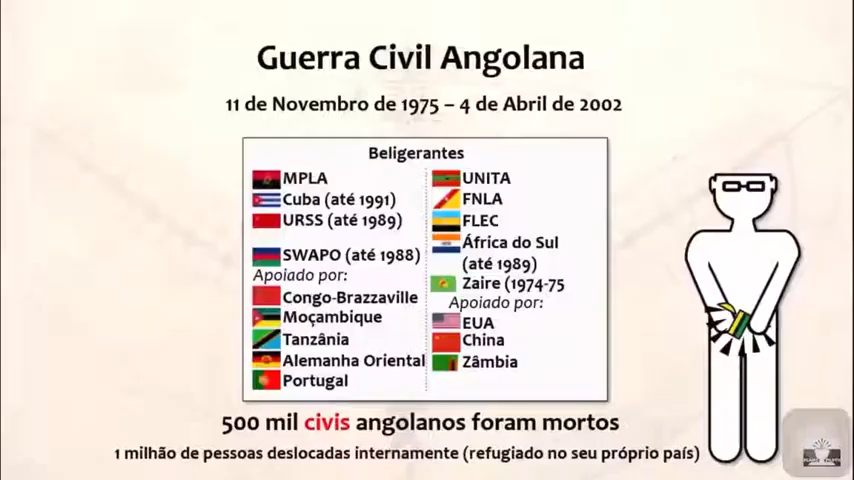 Guerra Civil Angolana
11 de Novembro de 1975 – 4 de Abril de 2002
Beligerantes
MPLA
Cuba (até 1991)
URSS (até 1989)
SWAPO (até 1988)
Apoiado por:
Congo-Brazzaville
Moçambique
Tanzânia
Alemanha Oriental
Portugal
UNITA
FNLA
FLEC
África do Sul
(até 1989)
Zaire (1974-75
Apoiado por:
EUA
China
Zâmbia
500 mil civis angolanos foram mortos
1 milhão de pessoas deslocadas internamente (refugiado no seu próprio país)